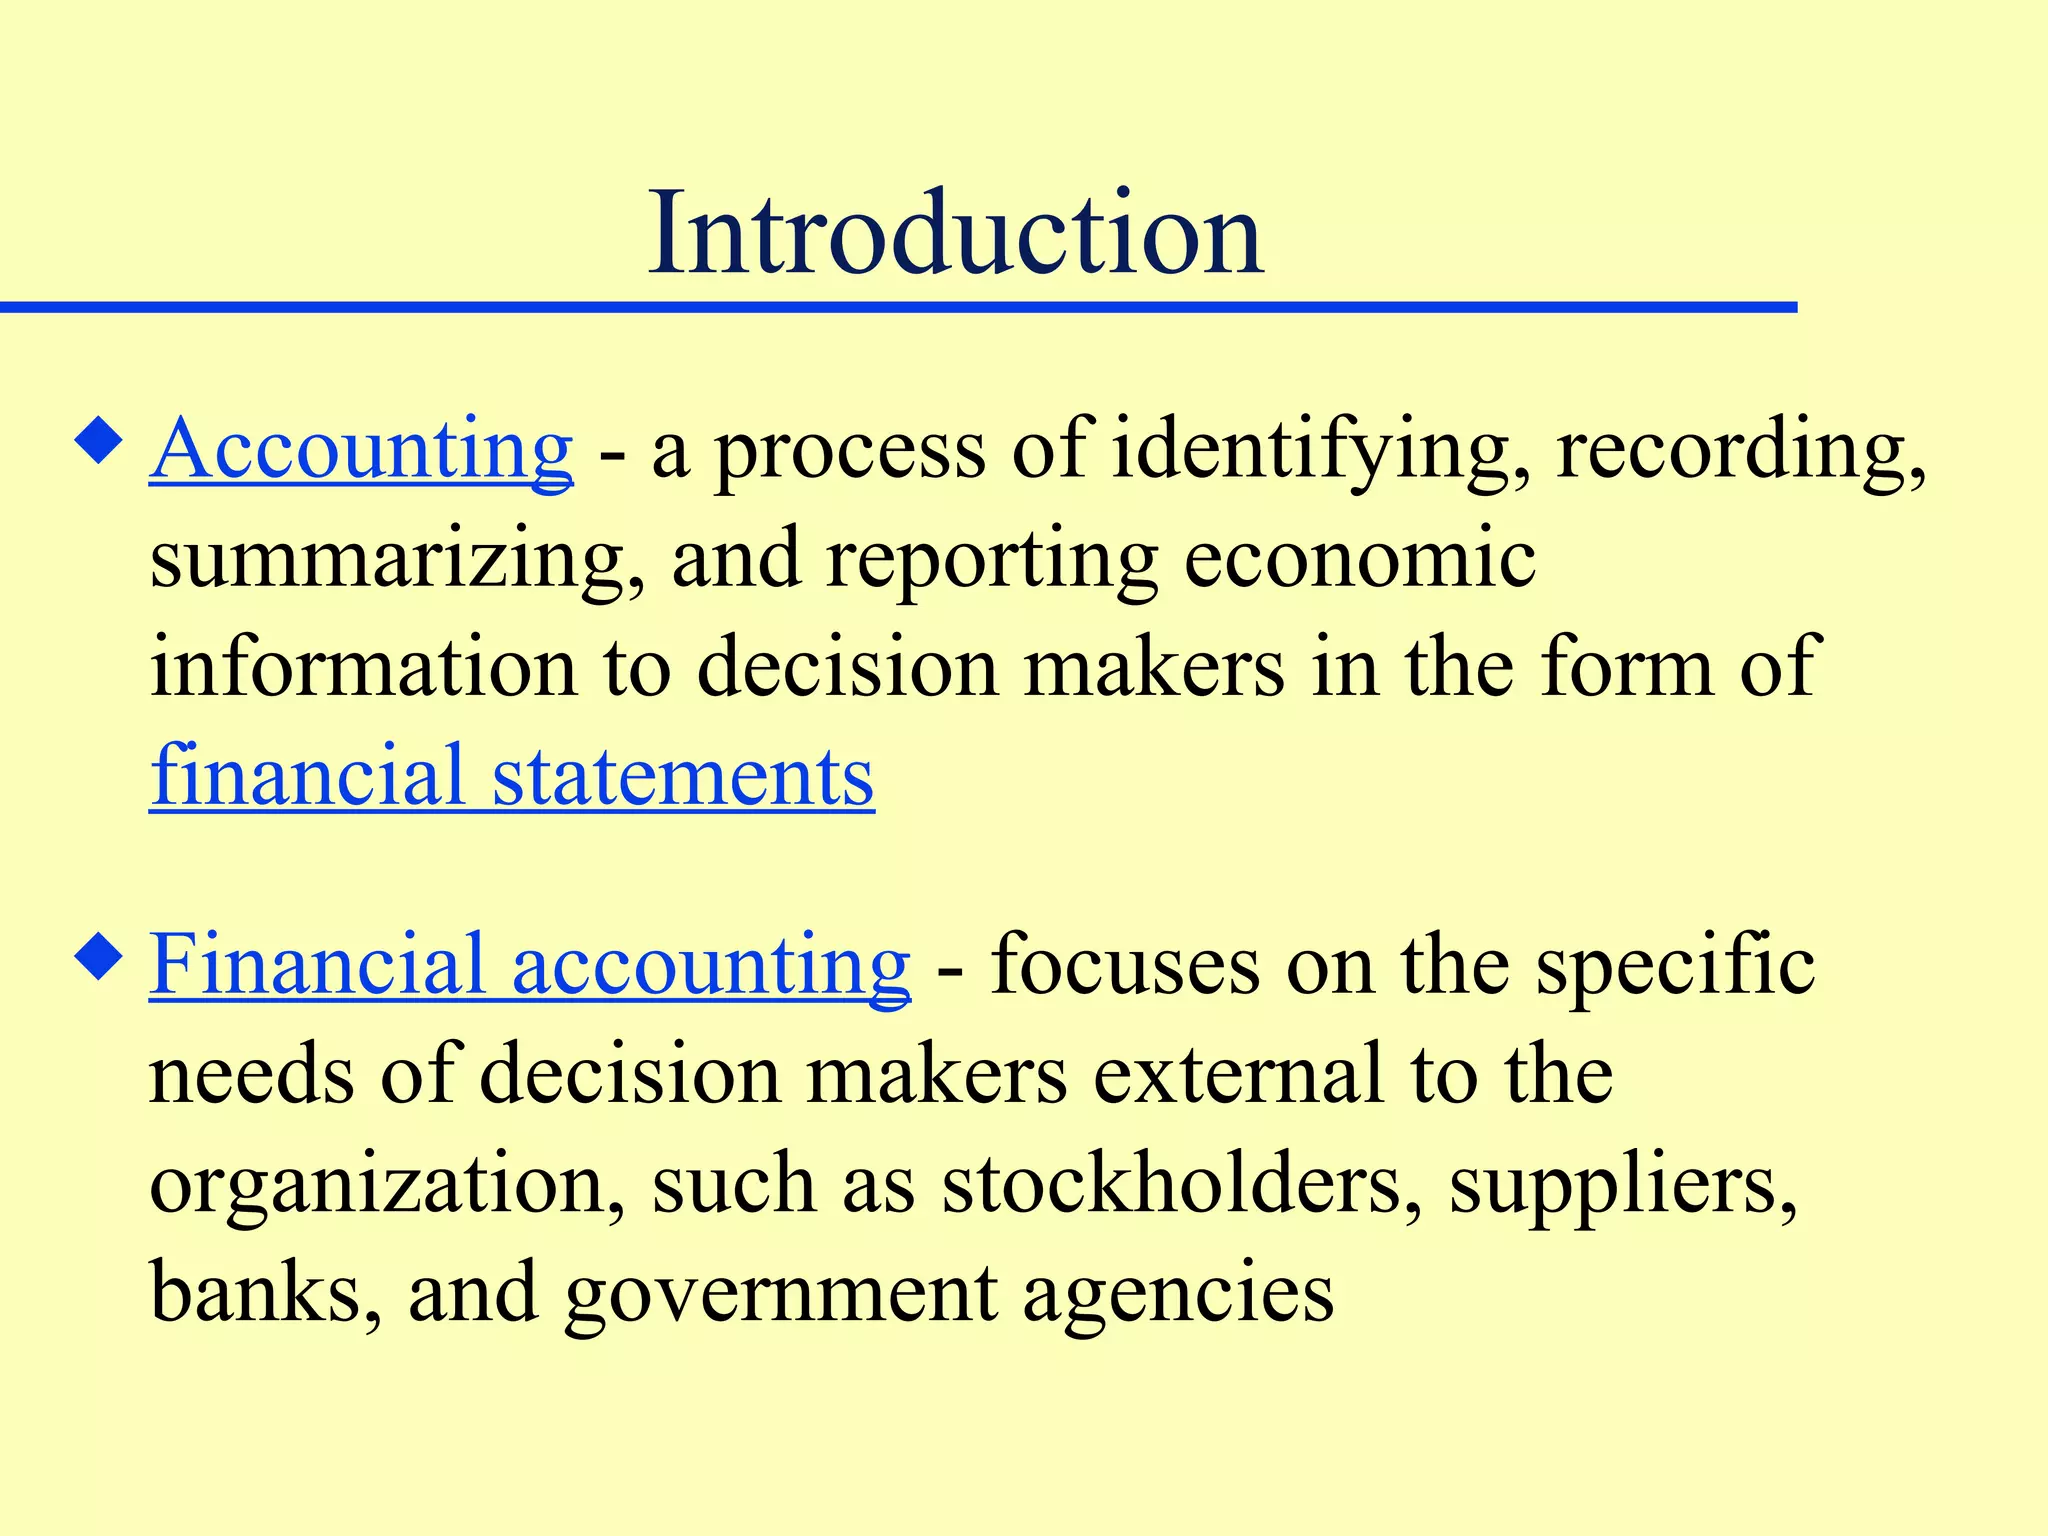 Introduction
Accounting - a process of identifying, recording,
summarizing, and reporting economic
information to decision makers in the form of
financial statements
Financial accounting - focuses on the specific
needs of decision makers external to the
organization, such as stockholders, suppliers,
banks, and government agencies